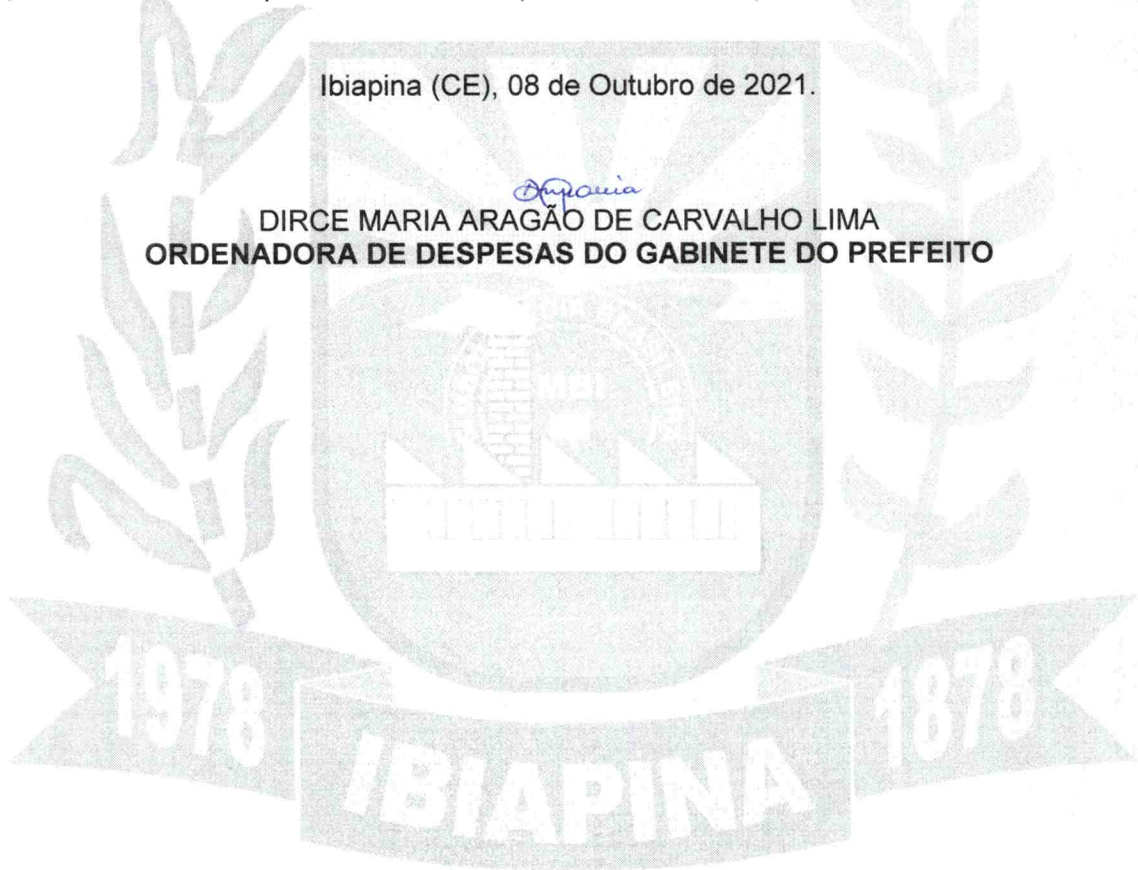 Ibiapina (CE), 08 de Outubro de 2021.
DIRCE MARIA ARAGÃO DE CARVALHO LIMA
ORDENADORA DE DESPESAS DO GABINETE DO PREFEITO
MBI
1978
1878
IBIAPINA